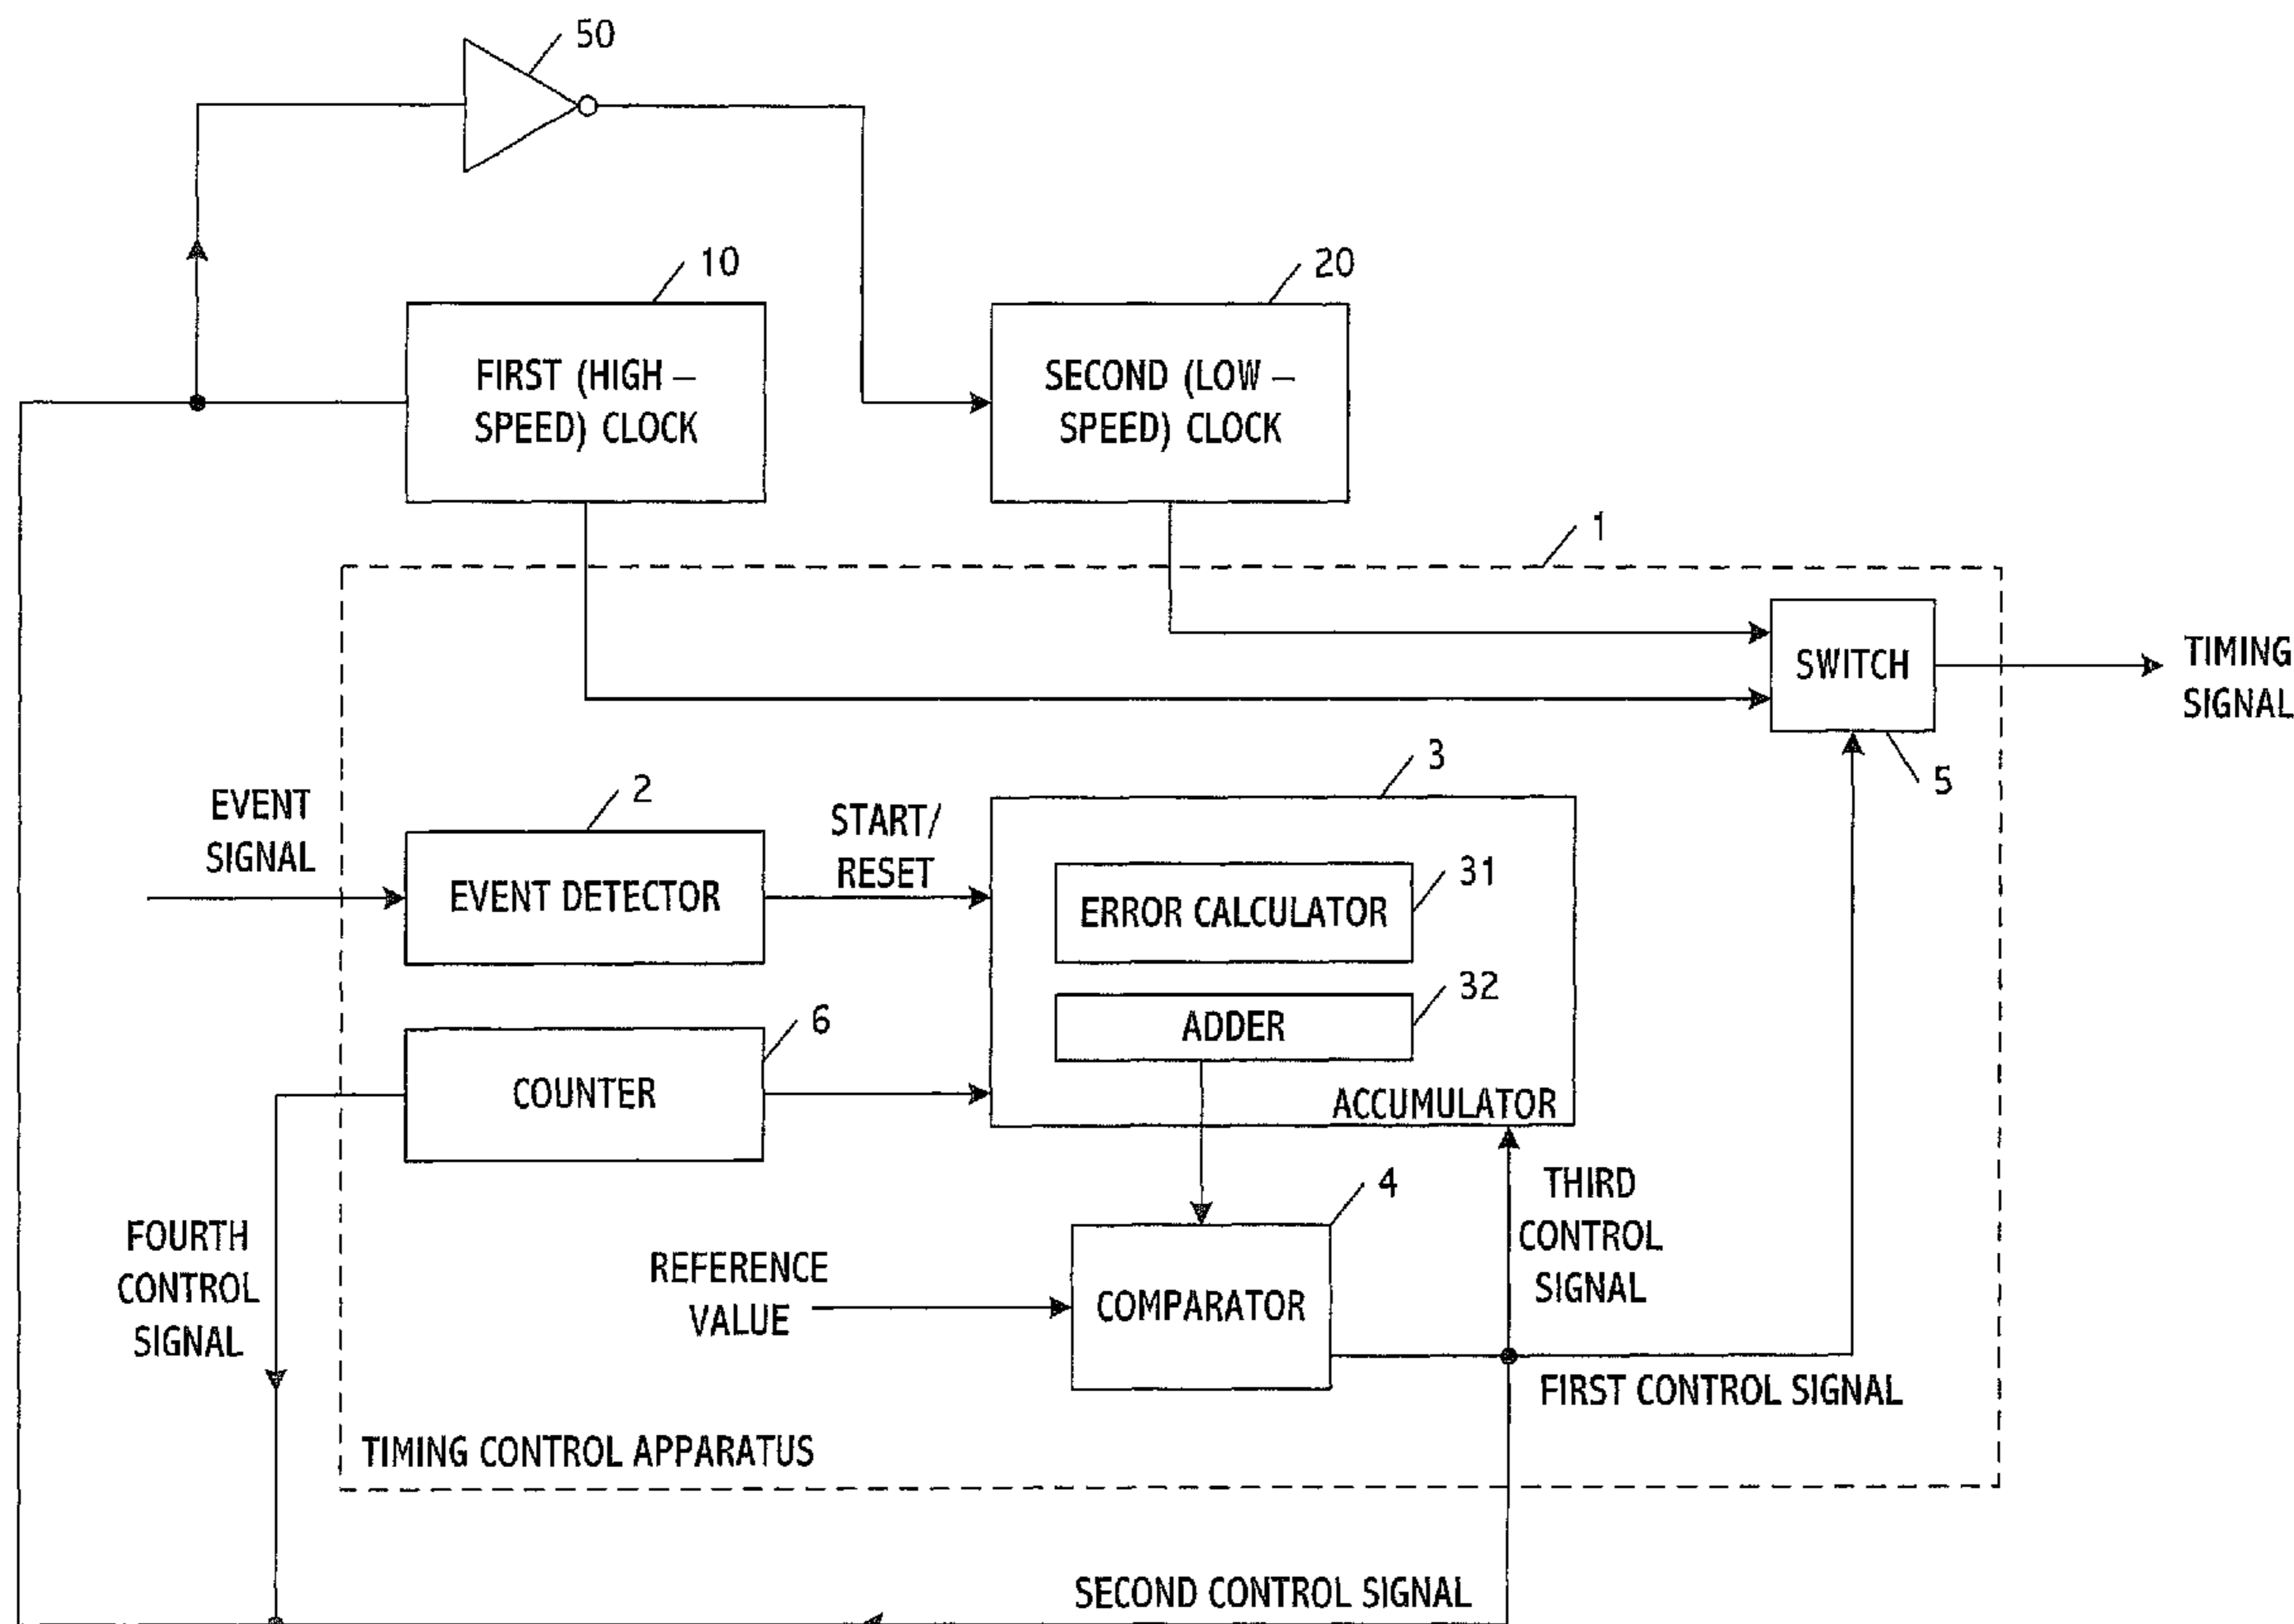 50
10
20
FIRST (HIGH –
SPEED) CLOCK
SECOND (LOW –
SPEED) CLOCK
1
SWITCH
5
TIMING
SIGNAL
EVENT
SIGNAL
2
EVENT DETECTOR
START/
RESET
3
31
ERROR CALCULATOR
32
ADDER
ACCUMULATOR
6
COUNTER
4
COMPARATOR
REFERENCE
VALUE
THIRD
CONTROL
SIGNAL
FIRST CONTROL SIGNAL
FOURTH
CONTROL
SIGNAL
TIMING CONTROL APPARATUS
SECOND CONTROL SIGNAL